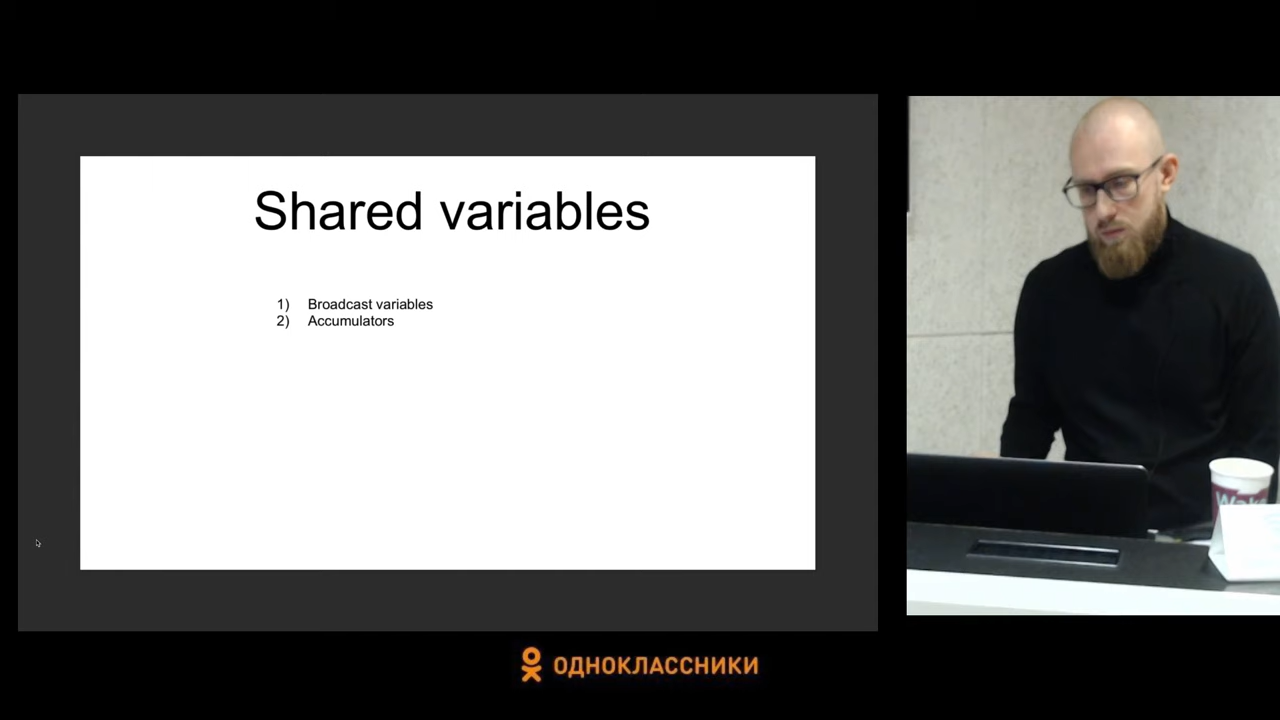 Shared variables
1) Broadcast variables
2) Accumulators
ОДНОКЛАССНИКИ